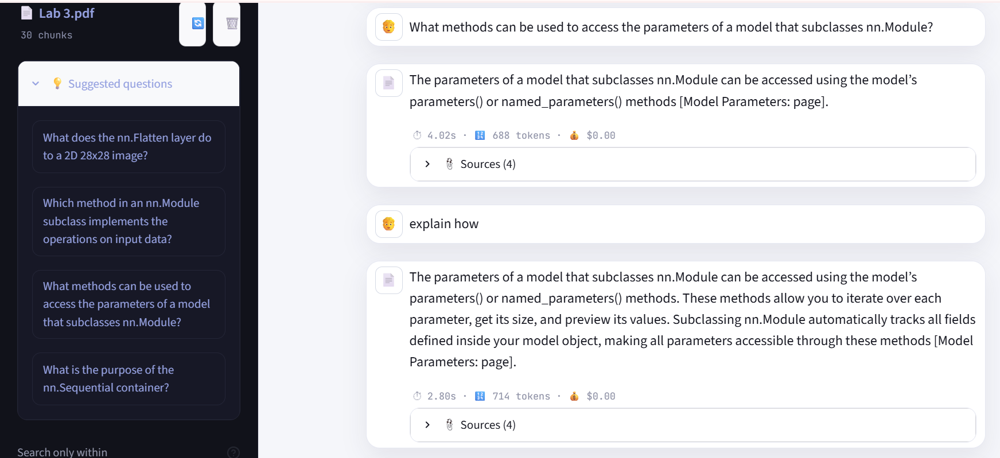 Lab 3.pdf
30 chunks
Suggested questions
What does the nn.Flatten layer do
to a 2D 28x28 image?
Which method in an nn.Module
subclass implements the
operations on input data?
What methods can be used to
access the parameters of a model
that subclasses nn.Module?
What is the purpose of the
nn.Sequential container?
Search only within
What methods can be used to access the parameters of a model that subclasses nn.Module?
The parameters of a model that subclasses nn.Module can be accessed using the model’s
parameters() or named_parameters() methods [Model Parameters: page].
4.02s · 688 tokens · $0.00
Sources (4)
explain how
The parameters of a model that subclasses nn.Module can be accessed using the model’s
parameters() or named_parameters() methods. These methods allow you to iterate over each
parameter, get its size, and preview its values. Subclassing nn.Module automatically tracks all fields
defined inside your model object, making all parameters accessible through these methods [Model
Parameters: page].
2.80s · 714 tokens · $0.00
Sources (4)